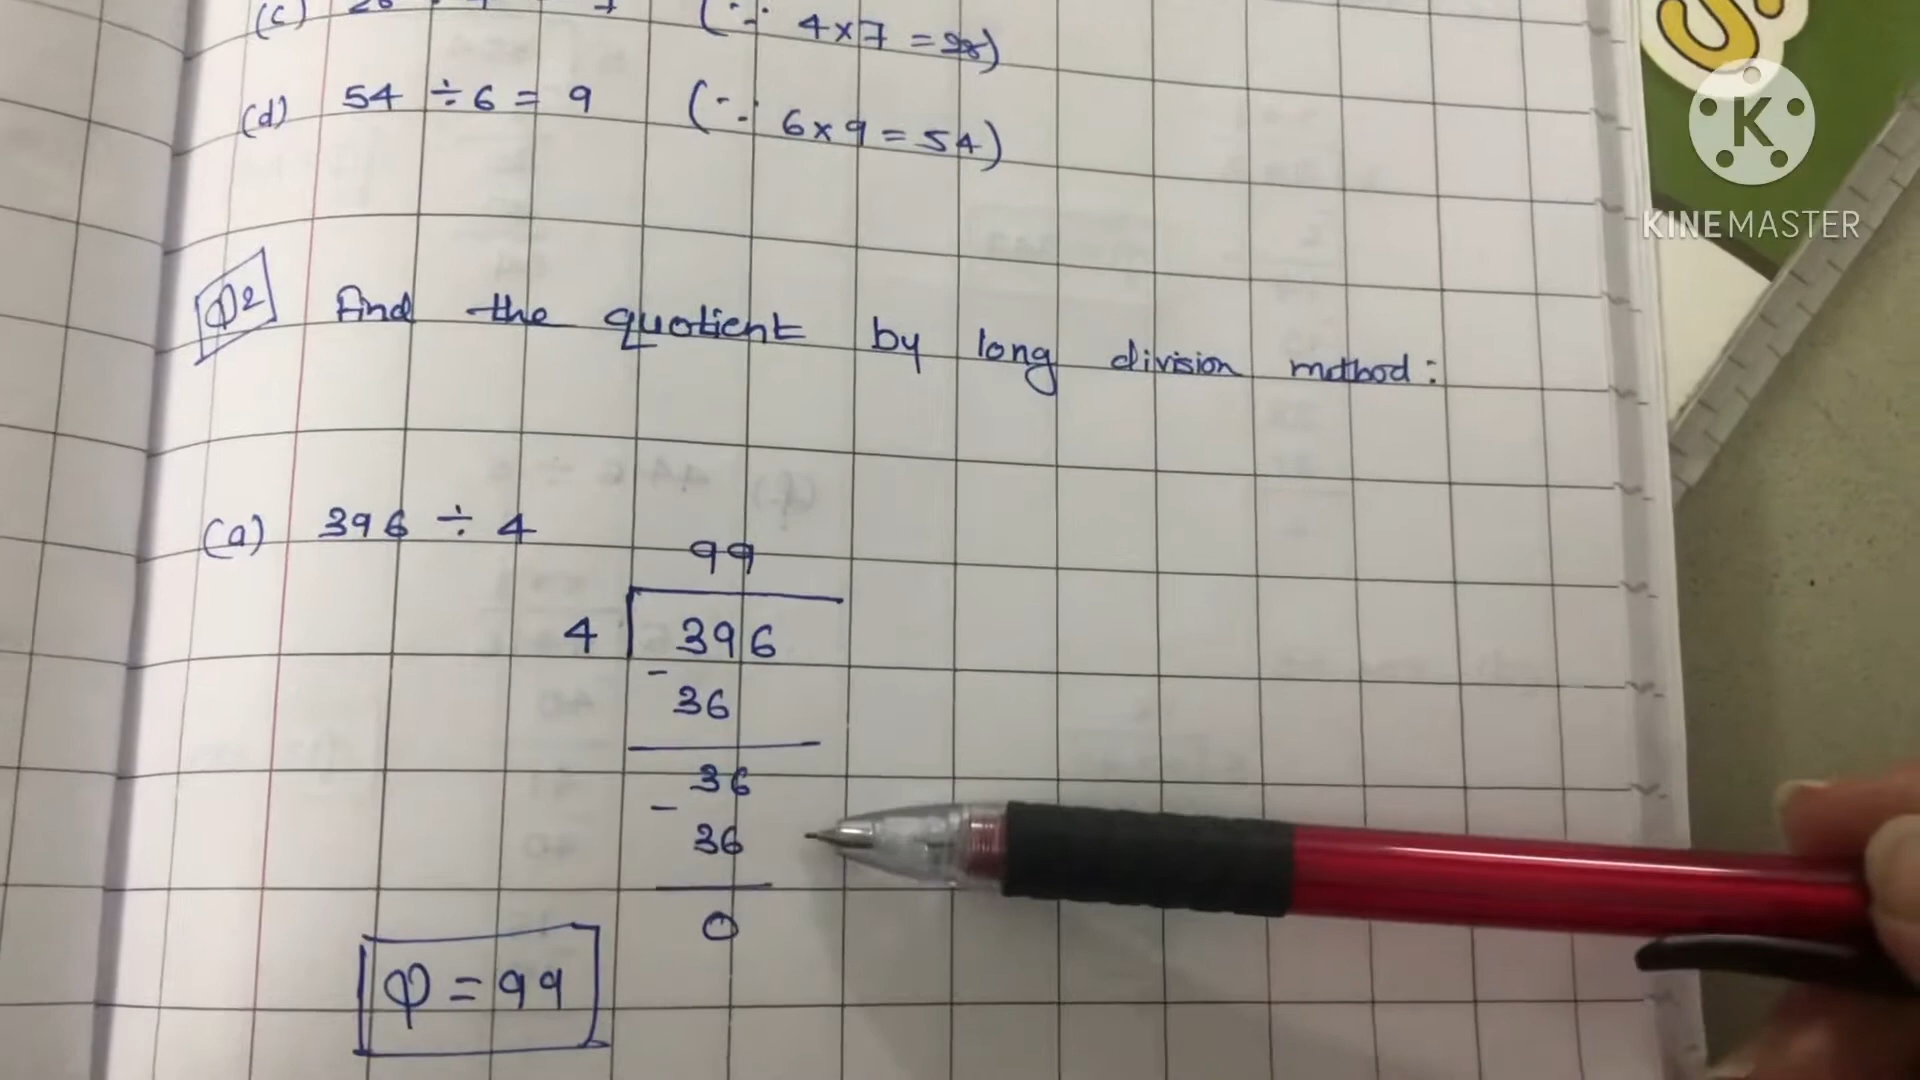 (c)
(∵ 4×7 = 28)
(d) 54 ÷ 6 = 9 (∵ 6×9 = 54)
Q2 Find the quotient by long division method:
(a) 396 ÷ 4
99
4 396
- 36
36
- 36
0
Q = 99
K
KINEMASTER